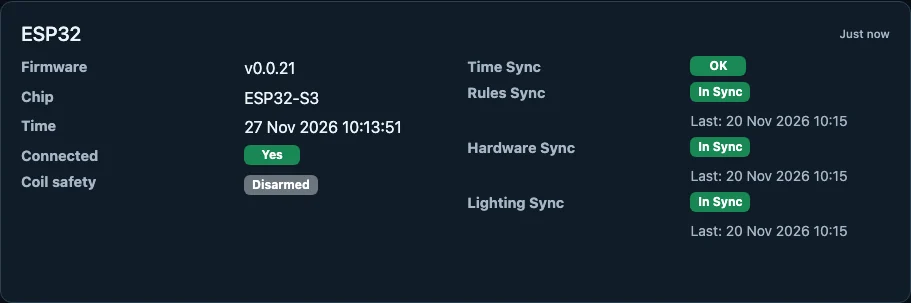 ESP32
Just now
Firmware v0.0.21
Chip ESP32-S3
Time 27 Nov 2026 10:13:51
Connected Yes
Coil safety Disarmed
Time Sync OK
Rules Sync In Sync
Last: 20 Nov 2026 10:15
Hardware Sync In Sync
Last: 20 Nov 2026 10:15
Lighting Sync In Sync
Last: 20 Nov 2026 10:15